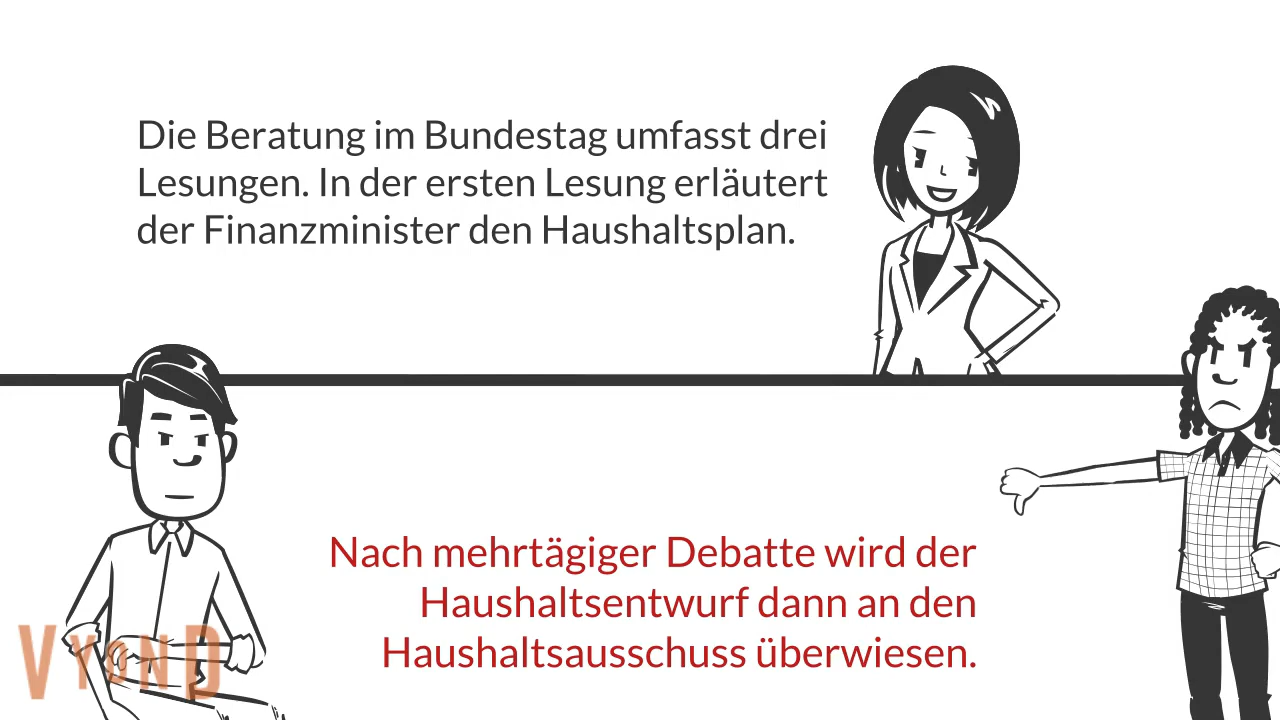 Die Beratung im Bundestag umfasst drei
Lesungen. In der ersten Lesung erläutert
der Finanzminister den Haushaltsplan.
Nach mehrtägiger Debatte wird der
Haushaltsentwurf dann an den
Haushaltsausschuss überwiesen.
VYOND